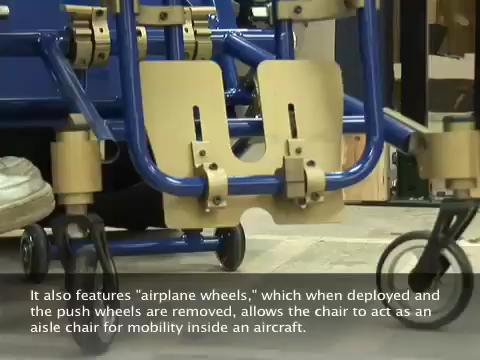 It also features "airplane wheels," which when deployed and
the push wheels are removed, allows the chair to act as an
aisle chair for mobility inside an aircraft.